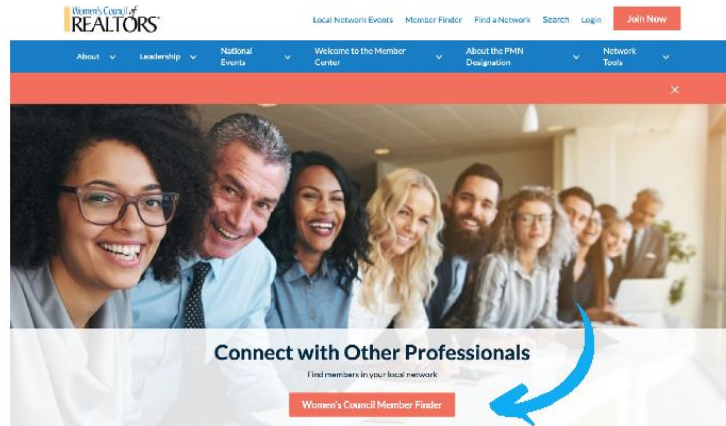 Women's Council of
REALTORS®
Local Network Events Member Finder Find a Network Search Login Join Now
About Leadership National Events Welcome to the Member Center About the PMN Designation Network Tools
Connect with Other Professionals
Find members in your local network
Women's Council Member Finder